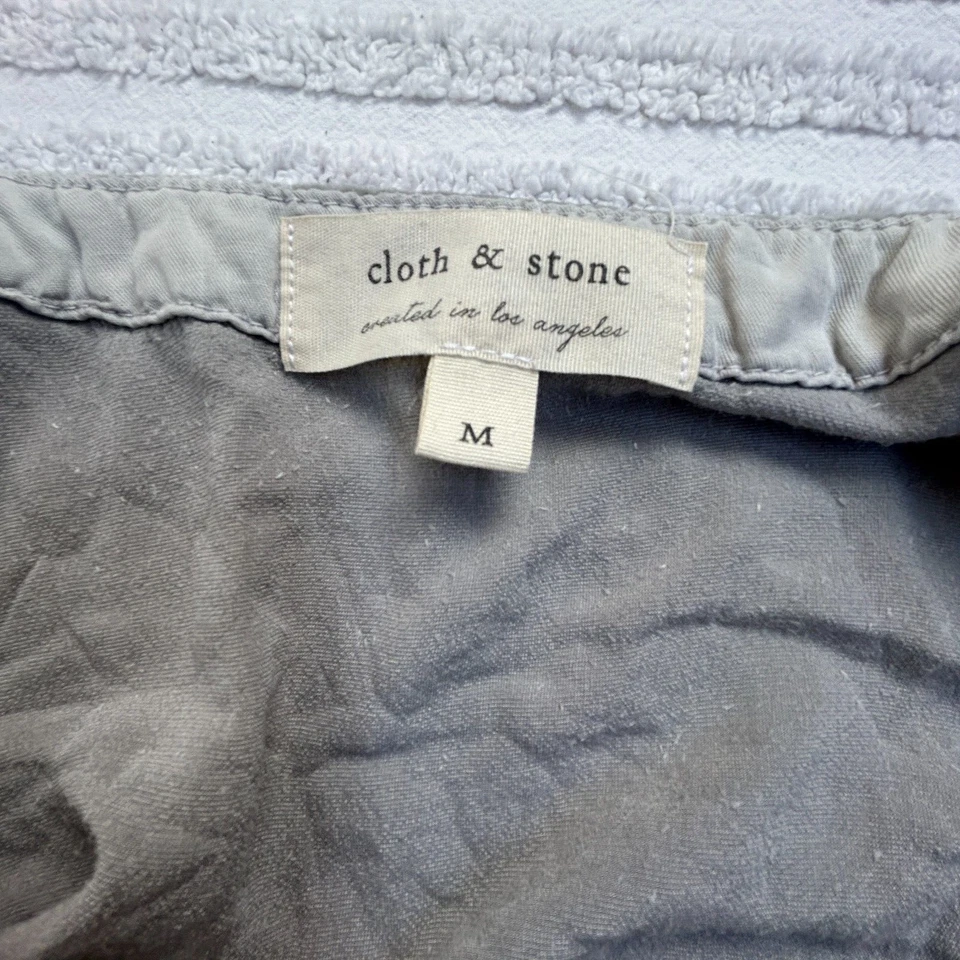 cloth & stone
created in los angeles
M